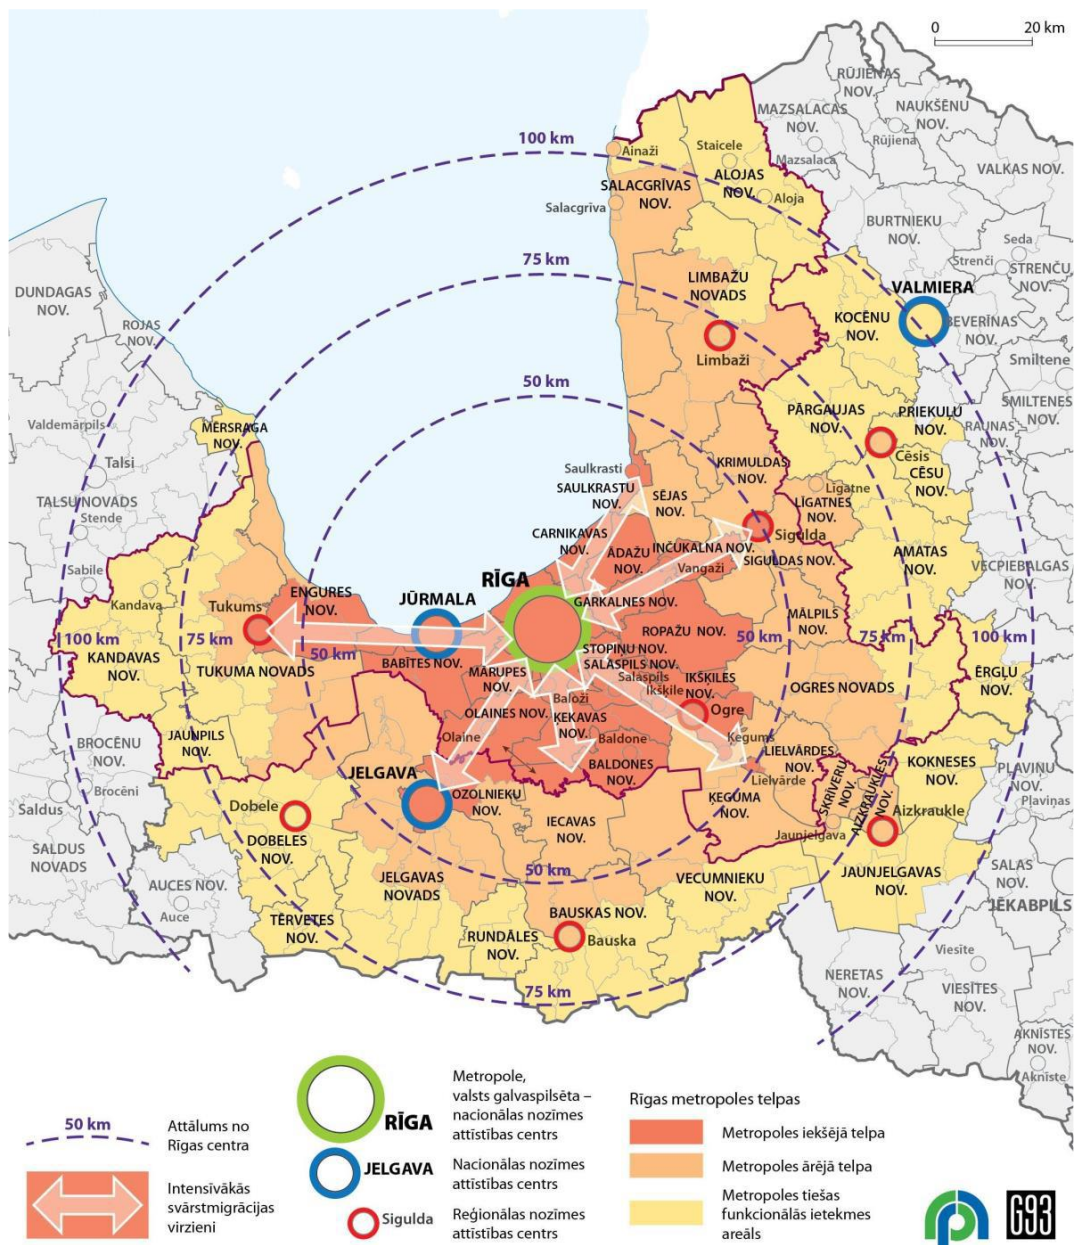 0 20 km
RŪJIENAS
NOV.
MAZSALACAS
NOV.
NAUKŠĒNU
NOV.
Rūjiena
Mazsalaca
VALKAS NOV.
100 km
Ainaži
Staicele
ALOJAS
NOV.
Aloja
SALACGRĪVAS
NOV.
Salacgrīva
BURTNIEKU
NOV.
Seda
Strenči
STRENČU
NOV.
75 km
LIMBAŽU
NOVADS
VALMIERA
KOCĒNU
NOV.
BEVERĪNAS
NOV.
DUNDAGAS
NOV.
ROJAS
NOV.
Limbaži
Smiltene
50 km
SMILTENES
NOV.
PĀRGAUJAS
NOV.
PRIEKUĻU
NOV.
RAUNAS
NOV.
Valdemārpils
MĒRSRAGA
NOV.
Talsi
Cēsis
CĒSU
NOV.
KRIMULDAS
NOV.
Saulkrasti
SAULKRASTU
NOV.
SĒJAS
NOV.
Līgatne
LĪGATNES
NOV.
TALSU NOVADS
Stende
CARNIKAVAS
NOV.
ĀDAŽU
NOV.
INČUKALNA NOV.
Vangaži
Sigulda
SIGULDAS NOV.
AMATAS
NOV.
VECPIEBALGAS
NOV.
Sabile
Kandava
RĪGA
GARKALNES NOV.
ENGURES
NOV.
JŪRMALA
Tukums
MĀLPILS
NOV.
100 km
KANDAVAS
NOV.
75 km
50 km
ROPAŽU NOV.
50 km
75 km
100 km
STOPIŅU NOV.
SALASPILS NOV.
Salaspils
TUKUMA NOVADS
BABĪTES NOV.
MĀRUPES
NOV.
Ikšķile
IKŠĶILES
NOV.
OGRES NOVADS
ĒRGĻU
NOV.
Baloži
Ogre
OLAINES NOV.
Olaine
ĶEKAVAS
NOV.
JAUNPILS
NOV.
BROCĒNU
NOV.
Baldone
Ķegums
LIELVĀRDES
NOV.
BALDONES
NOV.
Lielvārde
KOKNESES
NOV.
PĻAVIŅU
NOV.
Pļaviņas
JELGAVA
OZOLNIEKU
NOV.
SKRĪVERU
NOV.
AIZKRAUKLES
NOV.
Aizkraukle
Brocēni
Saldus
Dobele
ĶEGUMA
NOV.
IECAVAS
NOV.
Jaunjelgava
DOBELES
NOV.
SALDUS
NOVADS
50 km
AUCES NOV.
Auce
JELGAVAS
NOVADS
VECUMNIEKU
NOV.
JAUNJELGAVAS
NOV.
SALAS
NOV.
JĒKABPILS
TĒRVETES
NOV.
BAUSKAS NOV.
RUNDĀLES
NOV.
Bauska
Viesīte
NERETAS
NOV.
VIESĪTES
NOV.
75 km
AKNĪSTES
NOV.
Aknīste
50 km
Attālums no
Rīgas centra
Intensīvākās
svārstmigrācijas
virzieni
RĪGA
Metropole,
valsts galvaspilsēta –
nacionālas nozīmes
attīstības centrs
JELGAVA
Nacionālas nozīmes
attīstības centrs
Sigulda
Reģionālas nozīmes
attīstības centrs
Rīgas metropoles telpas
Metropoles iekšējā telpa
Metropoles ārējā telpa
Metropoles tiešas
funkcionālās ietekmes
areāls
G93